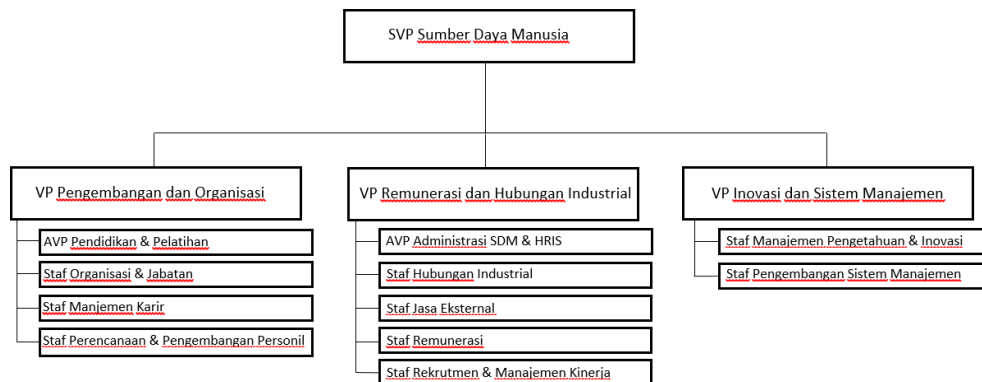 SVP Sumber Daya Manusia
VP Pengembangan dan Organisasi
AVP Pendidikan & Pelatihan
Staf Organisasi & Jabatan
Staf Manjemen Karir
Staf Perencanaan & Pengembangan Personil
VP Remunerasi dan Hubungan Industrial
AVP Administrasi SDM & HRIS
Staf Hubungan Industrial
Staf Jasa Eksternal
Staf Remunerasi
Staf Rekrutmen & Manajemen Kinerja
VP Inovasi dan Sistem Manajemen
Staf Manajemen Pengetahuan & Inovasi
Staf Pengembangan Sistem Manajemen